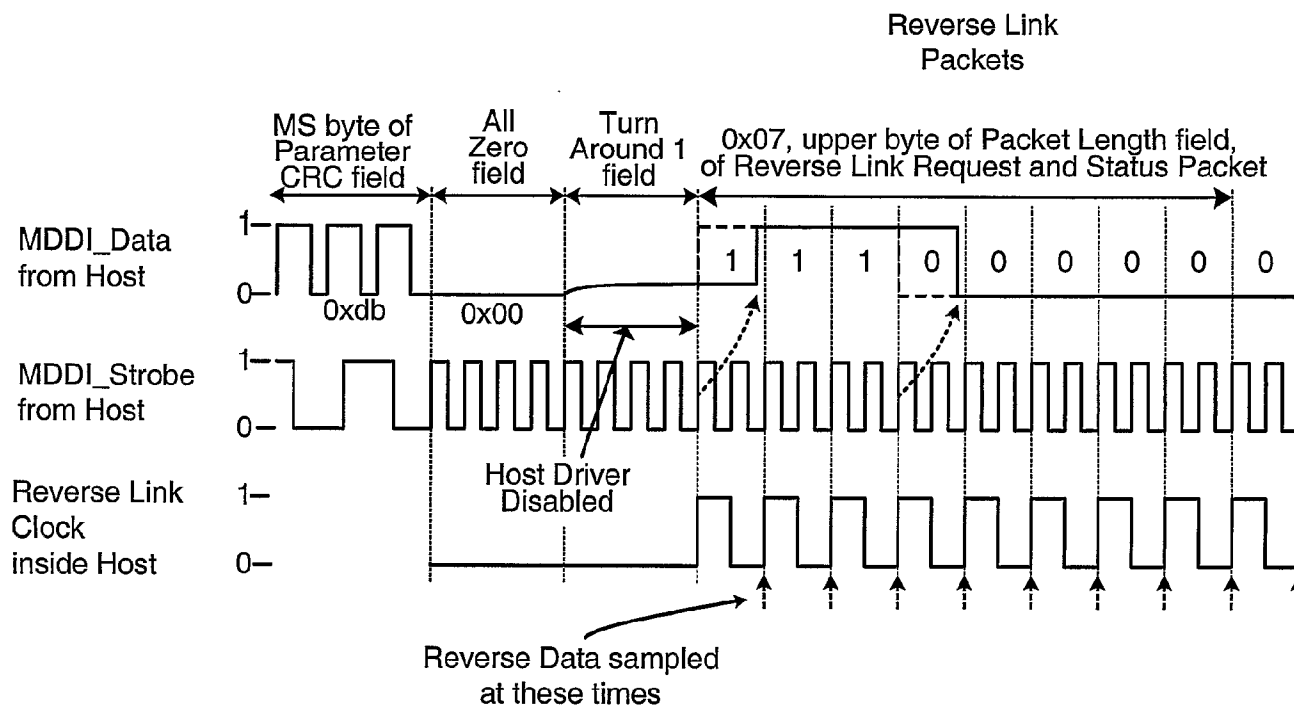 Reverse Link
Packets
MS byte of
Parameter
CRC field
All
Zero
field
Turn
Around 1
field
0x07, upper byte of Packet Length field,
of Reverse Link Request and Status Packet
MDDI_Data
from Host
1
0
0xdb
0x00
1 1 1 0 0 0 0 0 0
MDDI_Strobe
from Host
1
0
Host Driver
Disabled
Reverse Link
Clock
inside Host
1
0
Reverse Data sampled
at these times